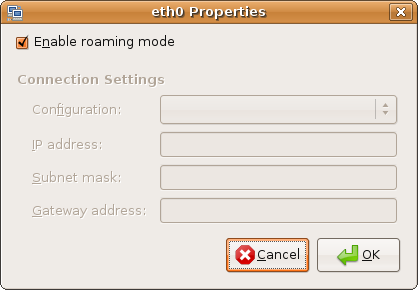 eth0 Properties
Enable roaming mode
Connection Settings
Configuration:
IP address:
Subnet mask:
Gateway address:
Cancel
OK